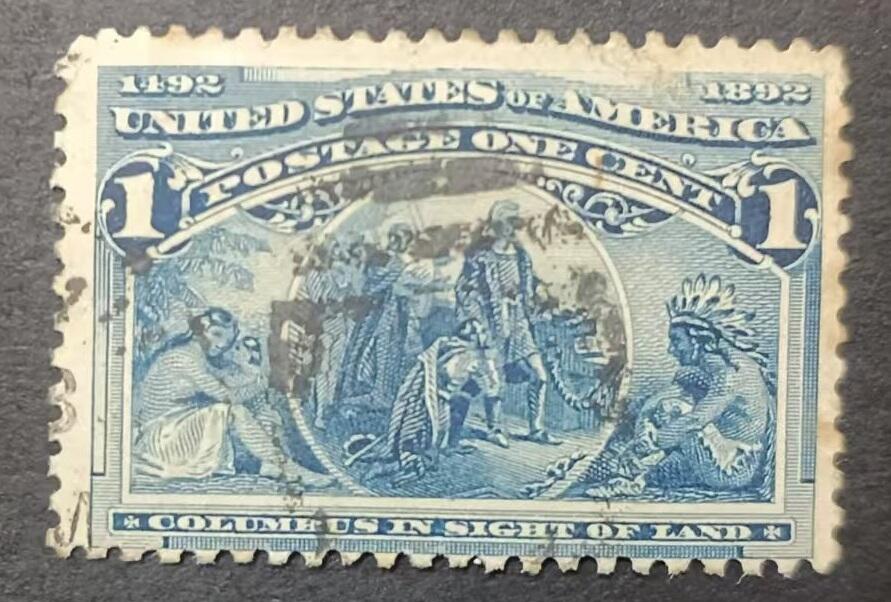 1492 1892
UNITED STATES OF AMERICA
POSTAGE ONE CENT
1 1
COLUMBUS IN SIGHT OF LAND